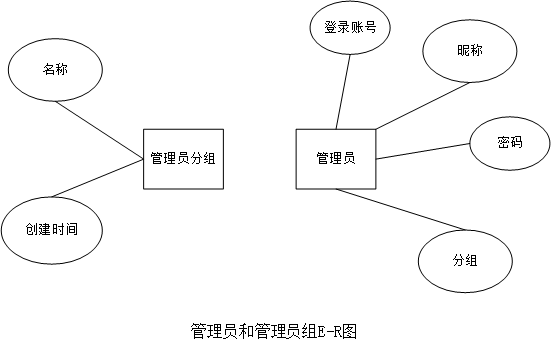 登录账号
昵称
名称
管理员分组
管理员
密码
创建时间
分组
管理员和管理员组E-R图